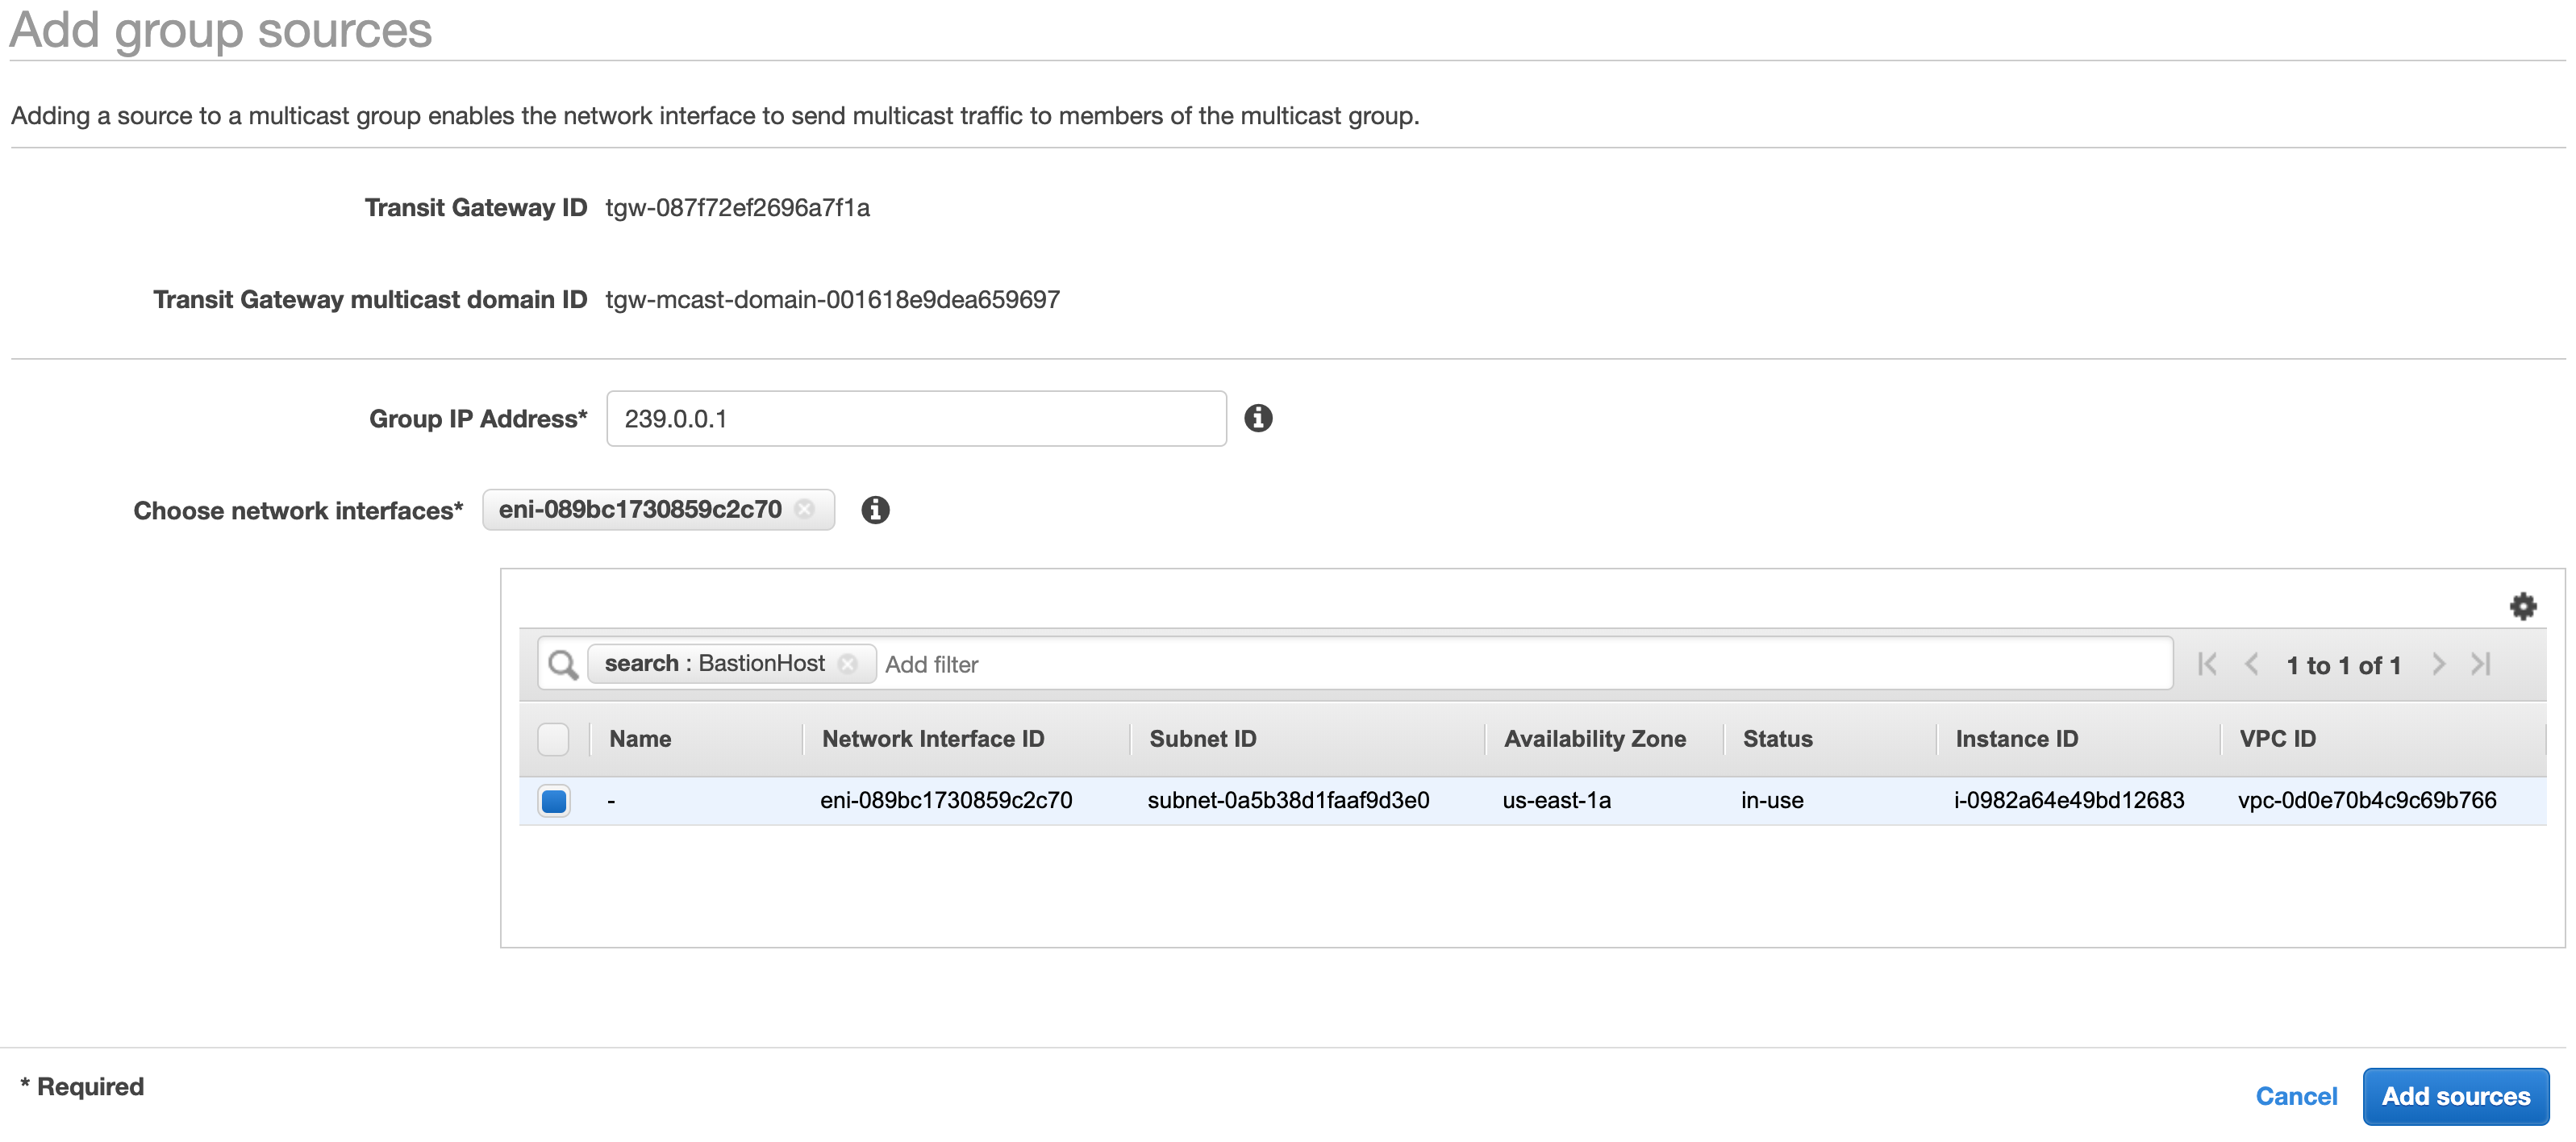 Add group sources
Adding a source to a multicast group enables the network interface to send multicast traffic to members of the multicast group.
Transit Gateway ID tgw-087f72ef2696a7f1a
Transit Gateway multicast domain ID tgw-mcast-domain-001618e9dea659697
Group IP Address* 239.0.0.1
Choose network interfaces* eni-089bc1730859c2c70
search : BastionHost Add filter 1 to 1 of 1
Name Network Interface ID Subnet ID Availability Zone Status Instance ID VPC ID
- eni-089bc1730859c2c70 subnet-0a5b38d1faaf9d3e0 us-east-1a in-use i-0982a64e49bd12683 vpc-0d0e70b4c9c69b766
* Required
Cancel Add sources